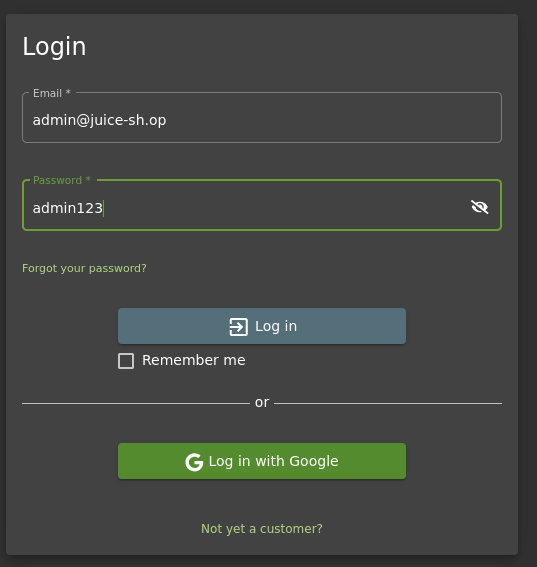 Login
Email *
admin@juice-sh.op
Password *
admin123
Forgot your password?
Log in
Remember me
or
Log in with Google
Not yet a customer?